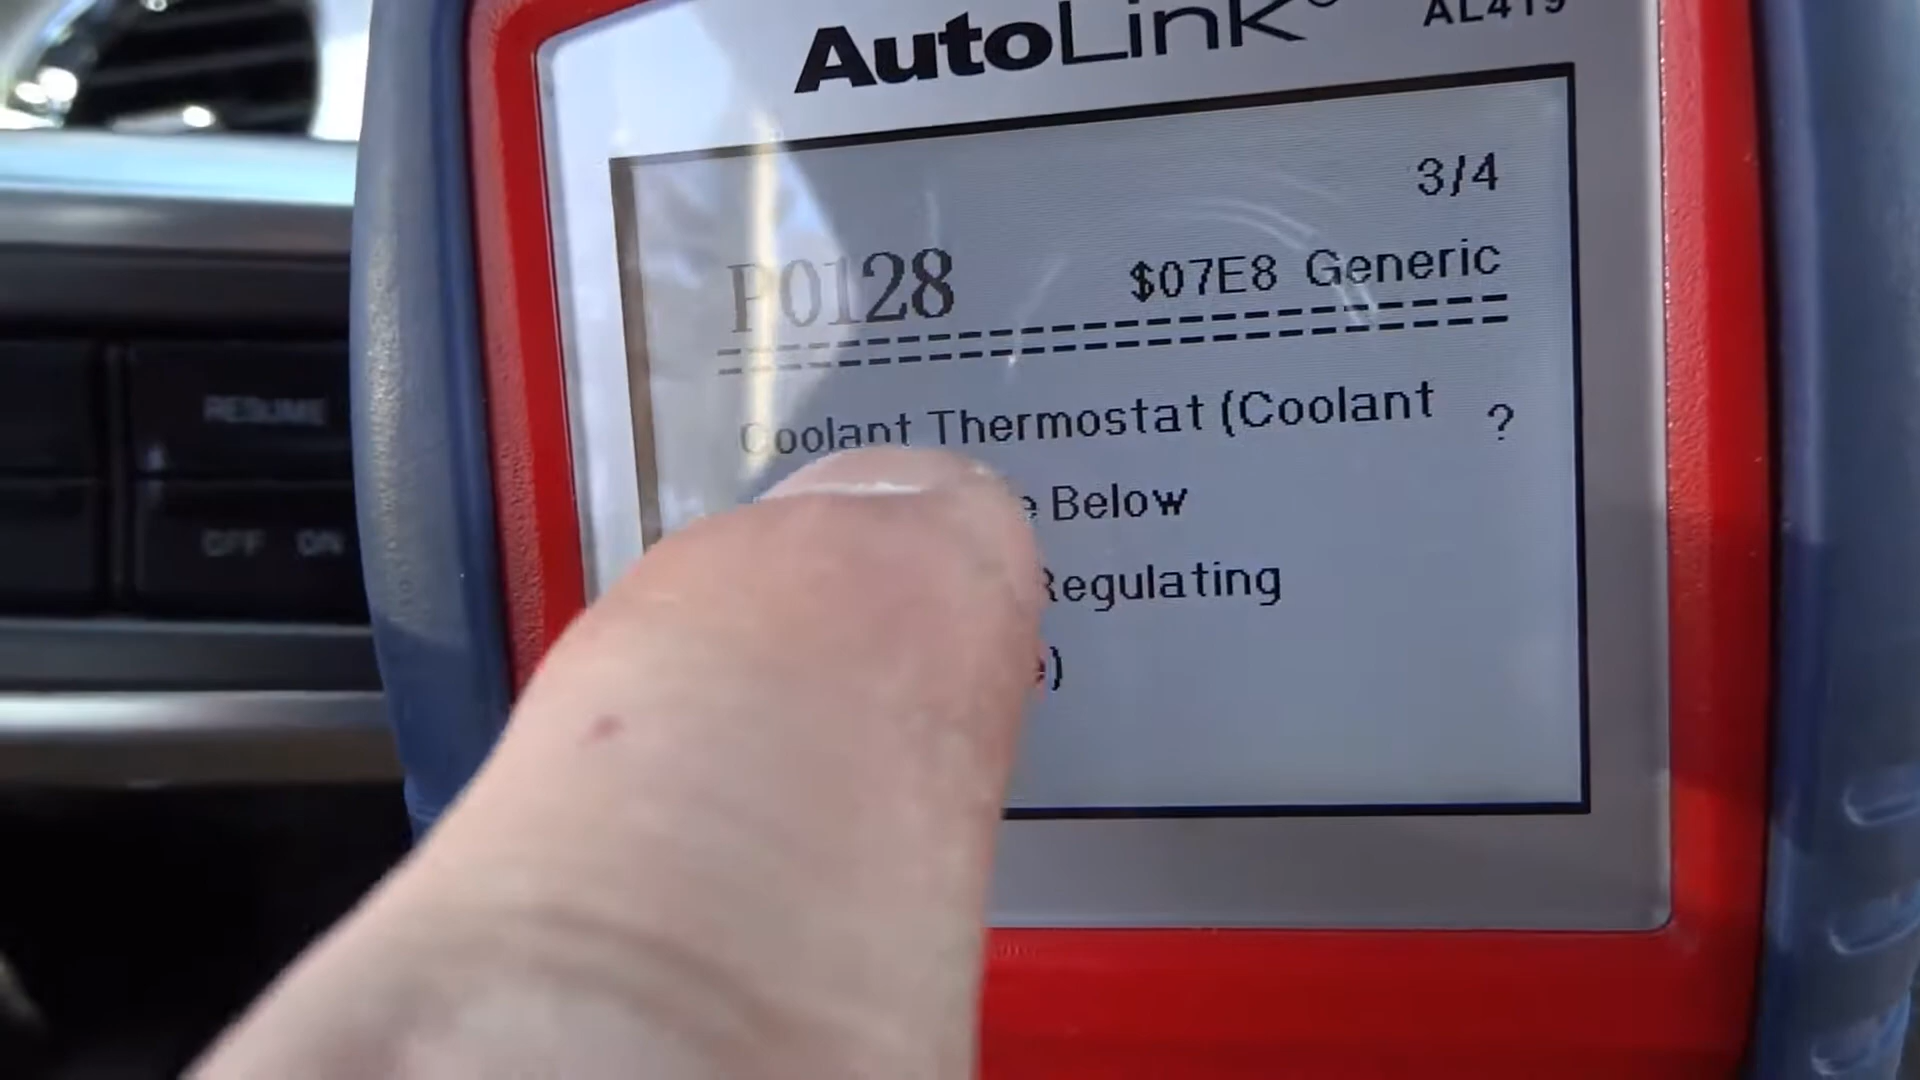 AutoLink®
AL419
3/4
P0128 $07E8 Generic
Coolant Thermostat (Coolant ?
Below
Regulating
e)
RESUME
OFF ON